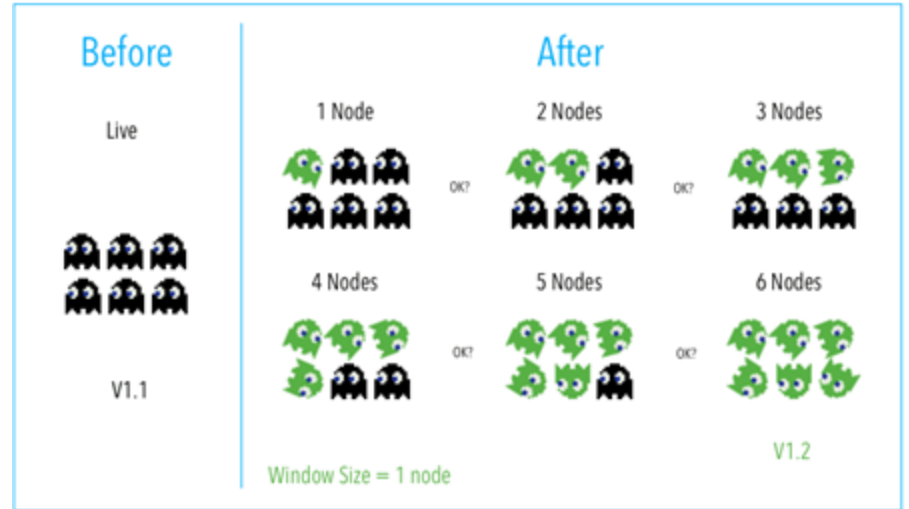 Before
Live
V1.1
After
1 Node
2 Nodes
3 Nodes
OK?
OK?
4 Nodes
5 Nodes
6 Nodes
OK?
OK?
V1.2
Window Size = 1 node